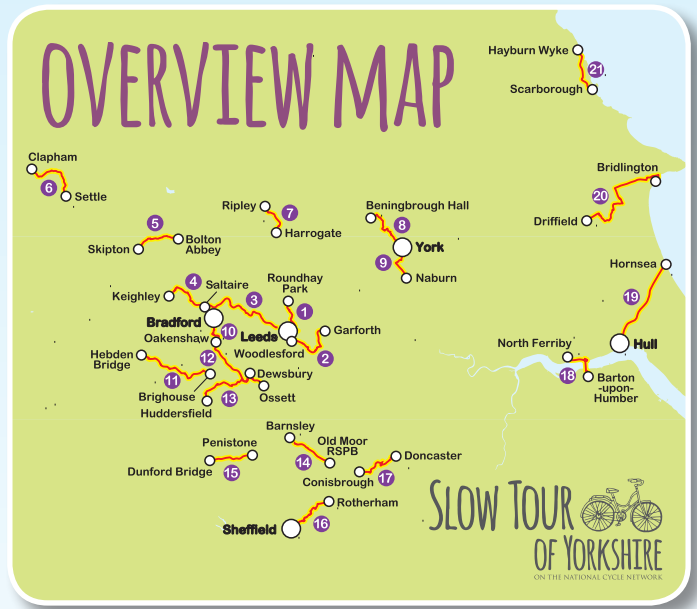 OVERVIEW MAP
Hayburn Wyke
21
Scarborough
Clapham
6
Settle
Bridlington
20
Driffield
Ripley
7
Harrogate
Beningbrough Hall
8
York
9
Naburn
5
Bolton
Abbey
Skipton
Hornsea
19
Hull
4
Saltaire
Keighley
3
Roundhay
Park
1
Bradford
10
Leeds
Garforth
Oakenshaw
Woodlesford
2
North Ferriby
18
Barton
-upon-
Humber
Hebden
Bridge
12
11
Dewsbury
Brighouse
13
Ossett
Huddersfield
Barnsley
Old Moor
RSPB
14
Penistone
Dunford Bridge
15
Doncaster
Conisbrough
17
Rotherham
Sheffield
16
SLOW TOUR
OF YORKSHIRE
ON THE NATIONAL CYCLE NETWORK